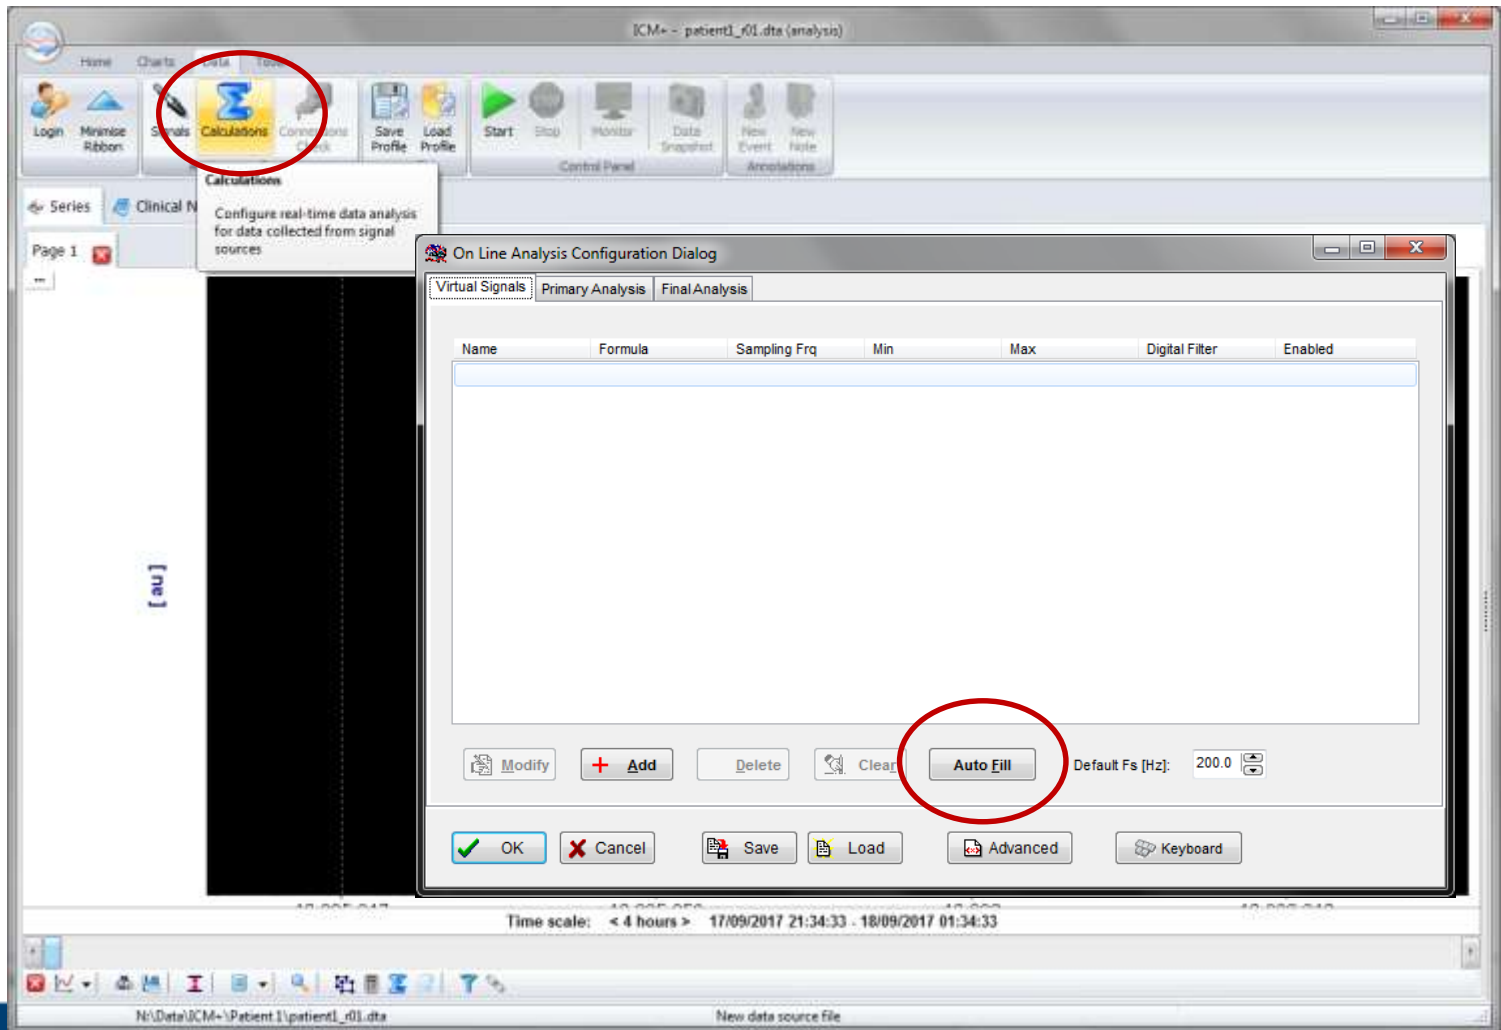 ICM+ - patient1_r01.dta (analysis)
Home Charts Data
Login Minimise Ribbon Signals Calculations Connections Check Save Profile Load Profile Start Stop Monitor Data Snapshot New Event New Note
Control Panel Annotations
Calculations
Configure real-time data analysis
for data collected from signal
sources
Series Clinical N
Page 1
On Line Analysis Configuration Dialog
Virtual Signals Primary Analysis Final Analysis
Name Formula Sampling Frq Min Max Digital Filter Enabled
[ au ]
Modify Add Delete Clear Auto Fill Default Fs [Hz]: 200.0
OK Cancel Save Load Advanced Keyboard
Time scale: < 4 hours > 17/09/2017 21:34:33 - 18/09/2017 01:34:33
N:\Data\ICM+\Patient 1\patient1_r01.dta New data source file